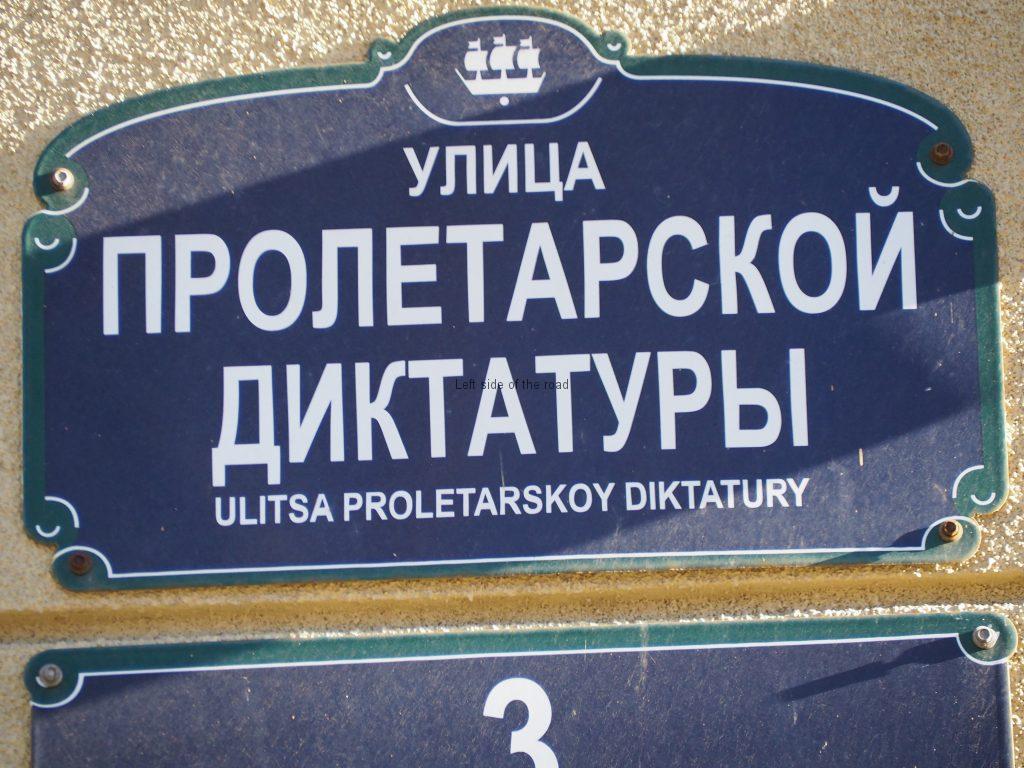 УЛИЦА
ПРОЛЕТАРСКОЙ
ДИКТАТУРЫ
Left side of the road
ULITSA PROLETARSKOY DIKTATURY
3